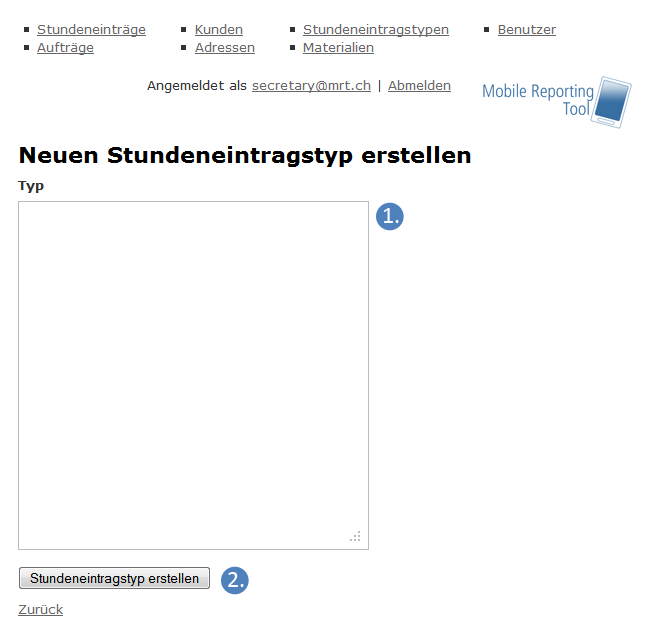 Stundeneinträge Kunden Stundeneintragstypen Benutzer
Aufträge Adressen Materialien
Angemeldet als secretary@mrt.ch | Abmelden
Mobile Reporting
Tool
Neuen Stundeneintragstyp erstellen
Typ
1.
Stundeneintragstyp erstellen 2.
Zurück